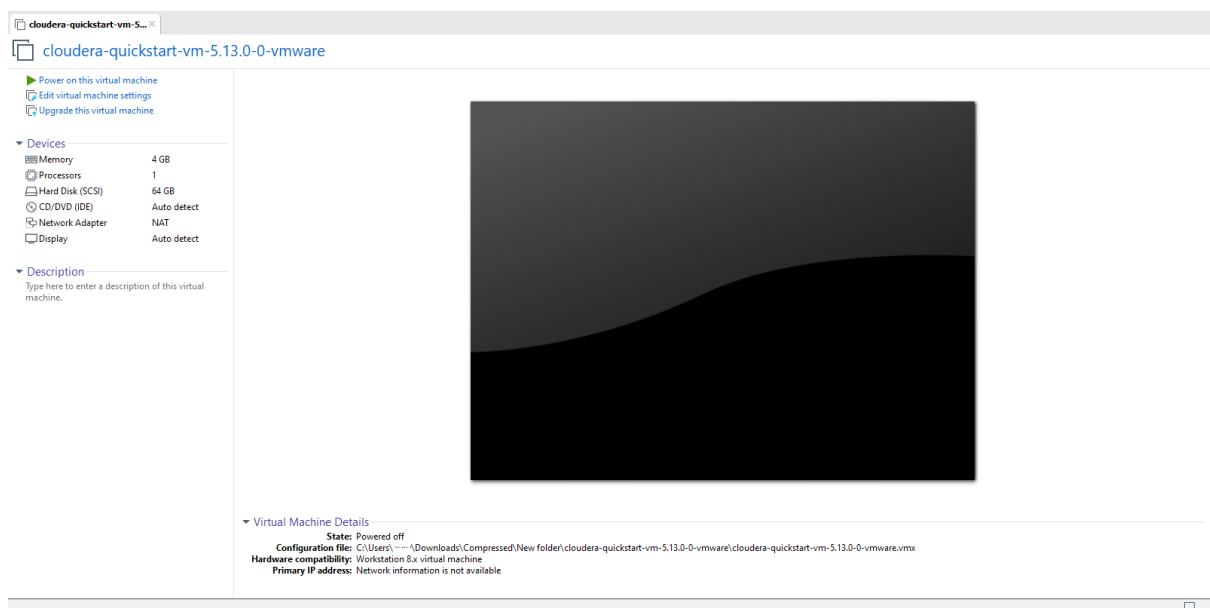 cloudera-quickstart-vm-5...
cloudera-quickstart-vm-5.13.0-0-vmware
Power on this virtual machine
Edit virtual machine settings
Upgrade this virtual machine
Devices
Memory 4 GB
Processors 1
Hard Disk (SCSI) 64 GB
CD/DVD (IDE) Auto detect
Network Adapter NAT
Display Auto detect
Description
Type here to enter a description of this virtual
machine.
Virtual Machine Details
State: Powered off
Configuration file: C:\Users\ \Downloads\Compressed\New folder\cloudera-quickstart-vm-5.13.0-0-vmware\cloudera-quickstart-vm-5.13.0-0-vmware.vmx
Hardware compatibility: Workstation 8.x virtual machine
Primary IP address: Network information is not available